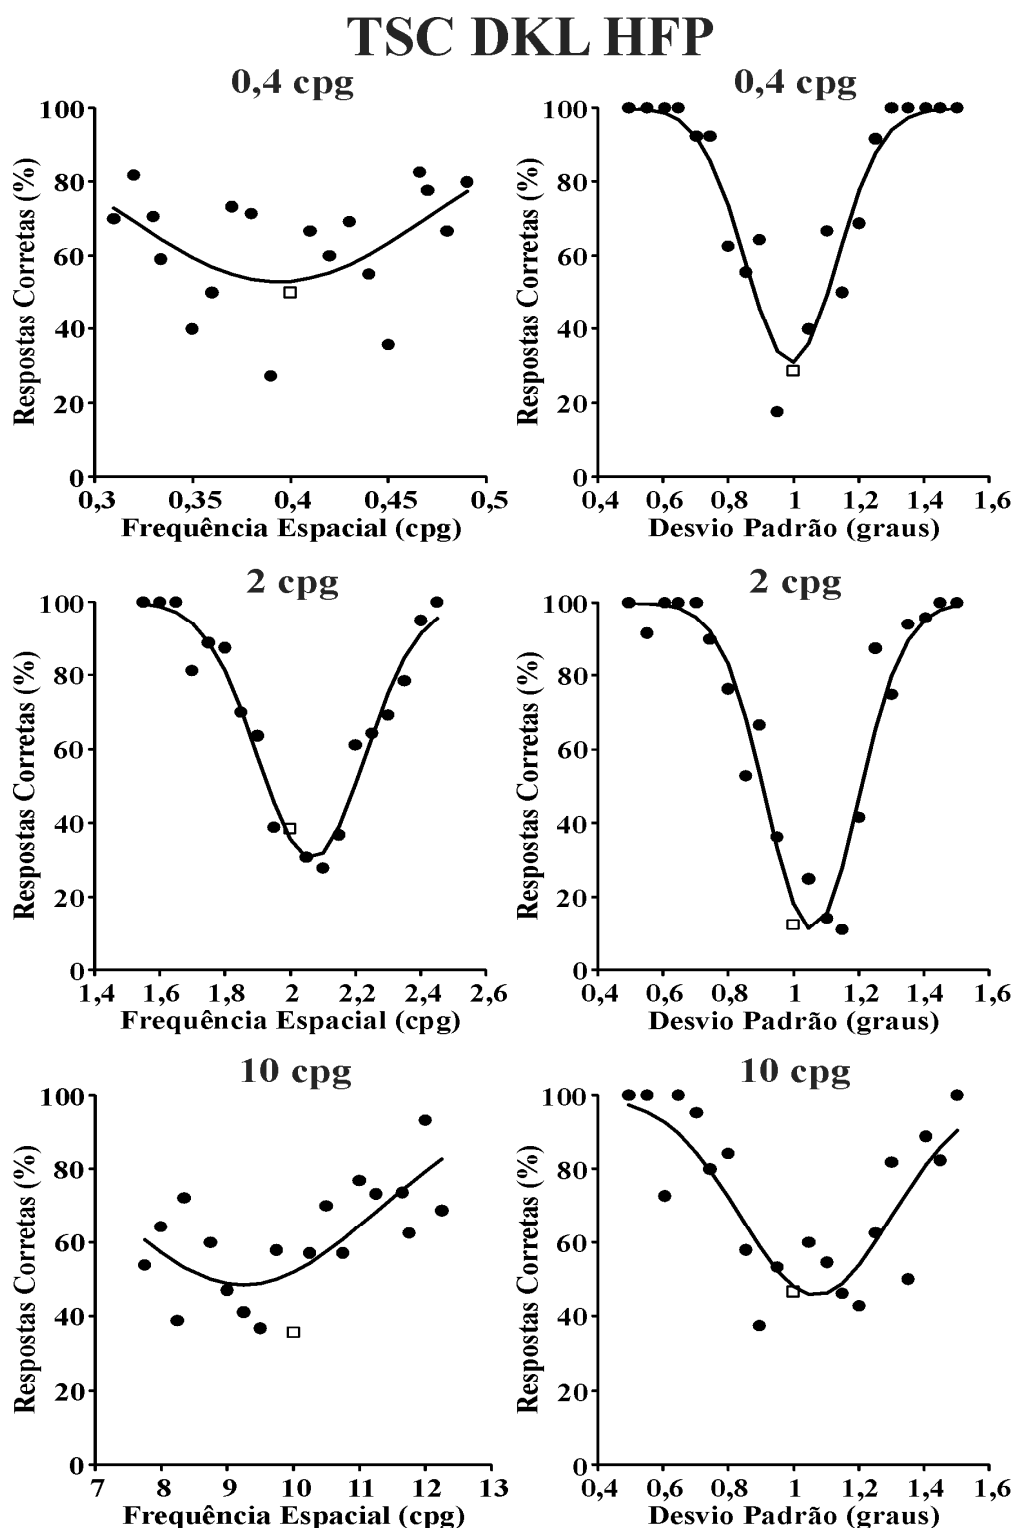 TSC DKL HFP
0,4 cpg
0,4 cpg
Respostas Corretas (%)
100
80
60
40
20
0
0,3 0,35 0,4 0,45 0,5
Frequência Espacial (cpg)
Respostas Corretas (%)
100
80
60
40
20
0
0,4 0,6 0,8 1 1,2 1,4 1,6
Desvio Padrão (graus)
2 cpg
2 cpg
Respostas Corretas (%)
100
80
60
40
20
0
1,4 1,6 1,8 2 2,2 2,4 2,6
Frequência Espacial (cpg)
Respostas Corretas (%)
100
80
60
40
20
0
0,4 0,6 0,8 1 1,2 1,4 1,6
Desvio Padrão (graus)
10 cpg
10 cpg
Respostas Corretas (%)
100
80
60
40
20
0
7 8 9 10 11 12 13
Frequência Espacial (cpg)
Respostas Corretas (%)
100
80
60
40
20
0
0,4 0,6 0,8 1 1,2 1,4 1,6
Desvio Padrão (graus)